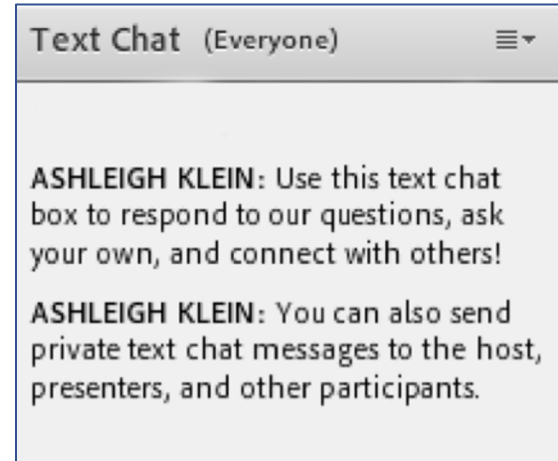 Text Chat (Everyone)
ASHLEIGH KLEIN: Use this text chat
box to respond to our questions, ask
your own, and connect with others!
ASHLEIGH KLEIN: You can also send
private text chat messages to the host,
presenters, and other participants.